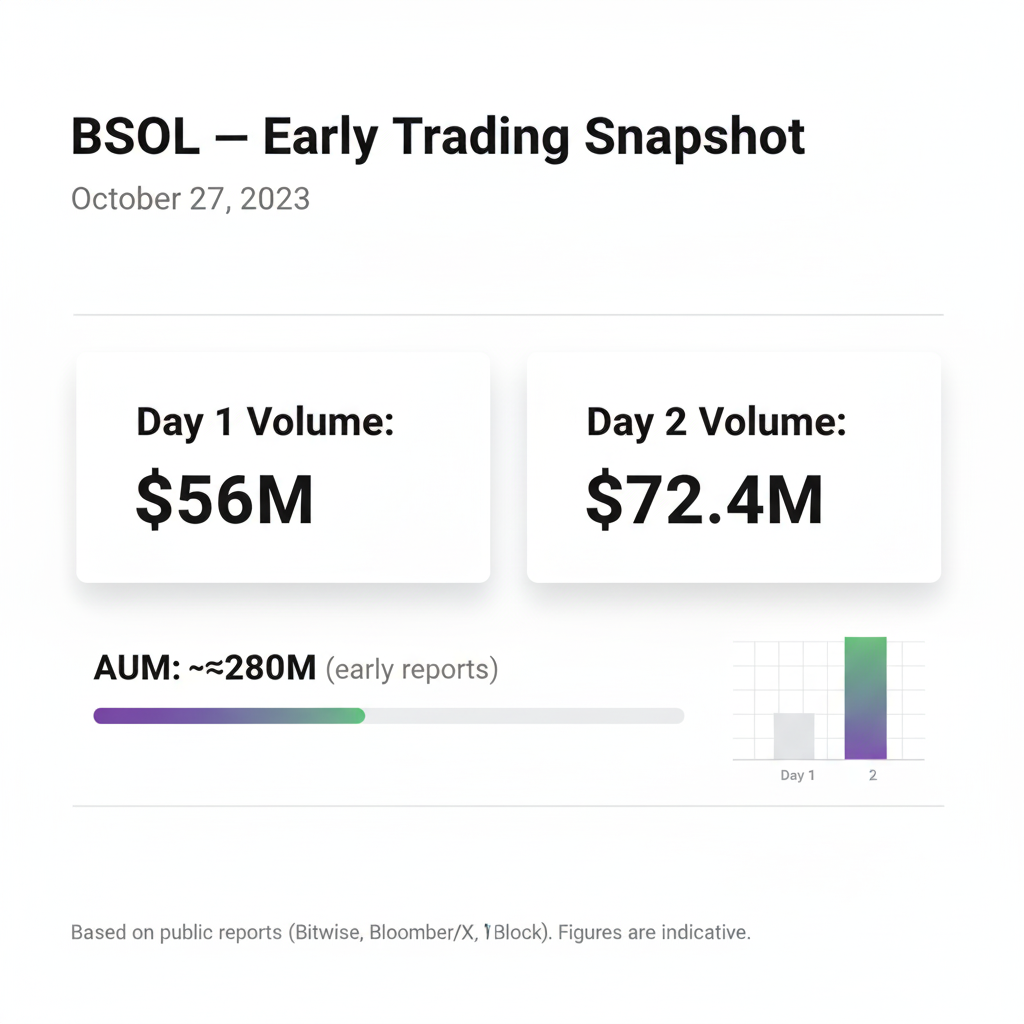 BSOL — Early Trading Snapshot
October 27, 2023
Day 1 Volume:
$56M
Day 2 Volume:
$72.4M
AUM: ~≈280M (early reports)
Day 1
2
Based on public reports (Bitwise, Bloomber/X, Block). Figures are indicative.